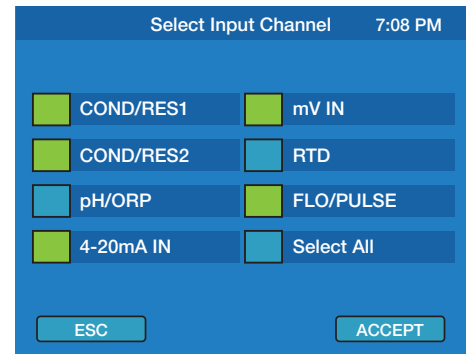 Select Input Channel 7:08 PM
COND/RES1 mV IN
COND/RES2 RTD
pH/ORP FLO/PULSE
4-20mA IN Select All
ESC ACCEPT